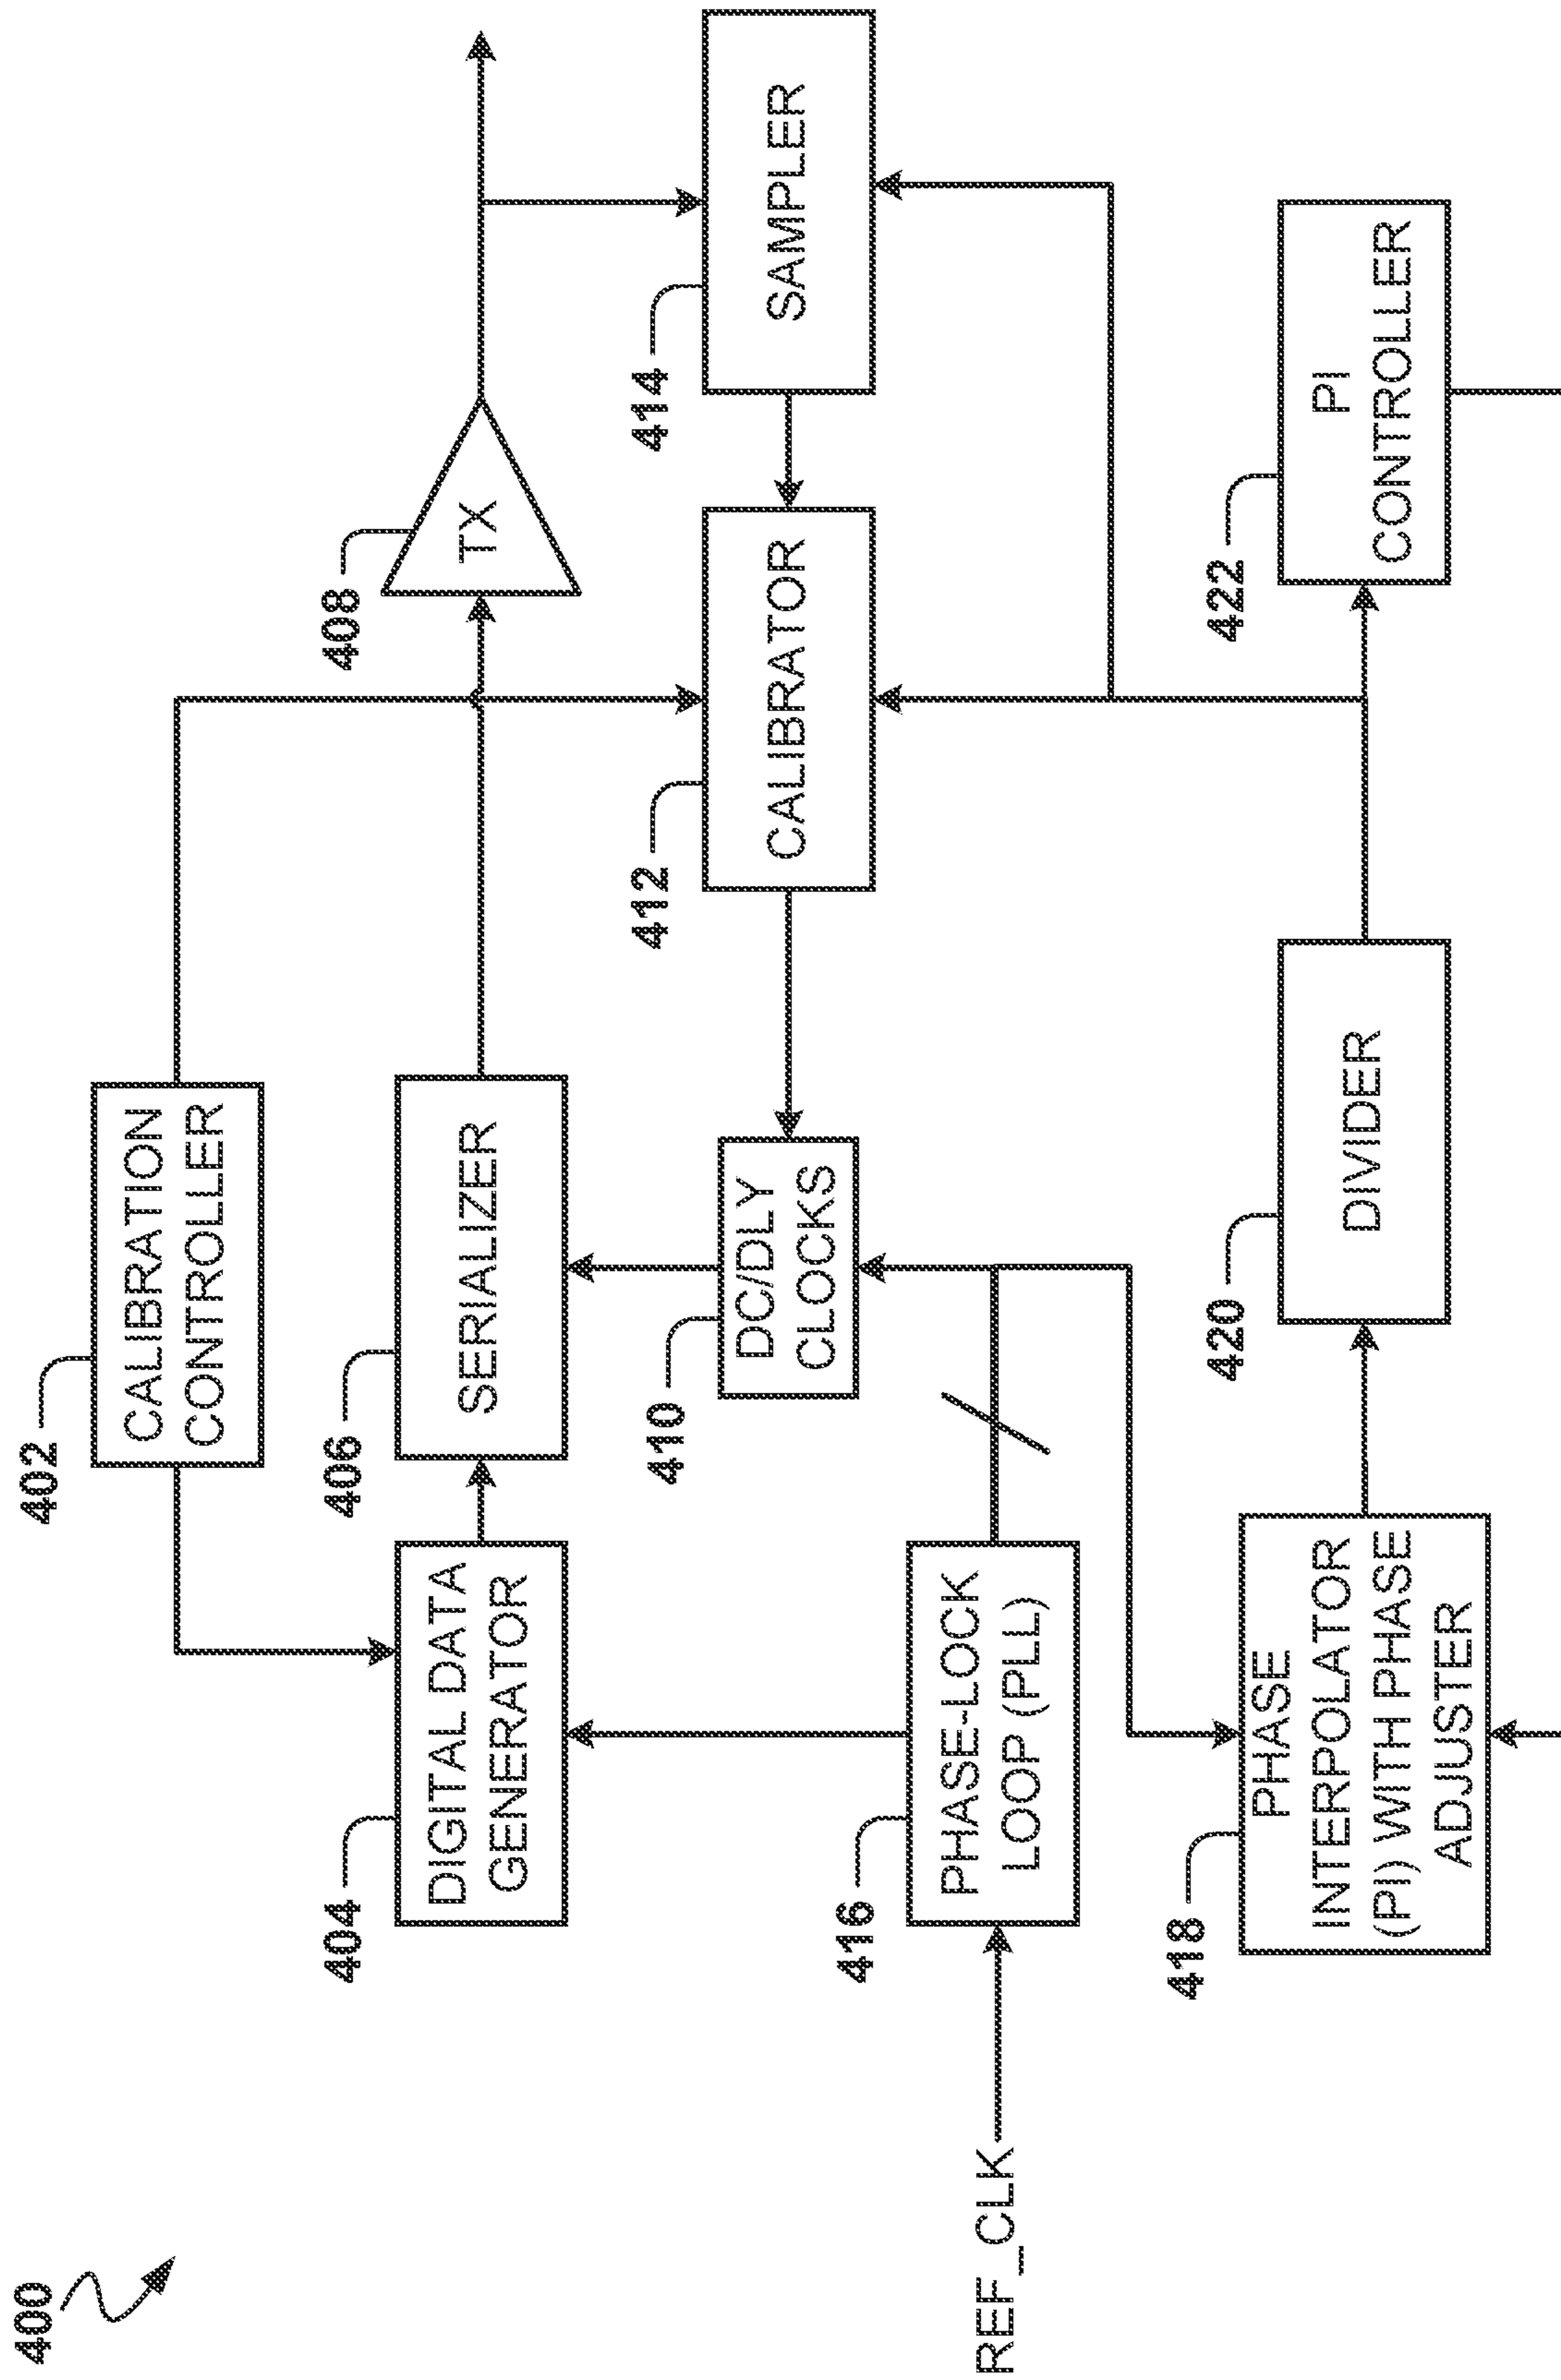 400
402
CALIBRATION
CONTROLLER
404
DIGITAL DATA
GENERATOR
406
SERIALIZER
408
TX
410
DC/DLY
CLOCKS
412
CALIBRATOR
414
SAMPLER
REF_CLK
416
PHASE-LOCK
LOOP (PLL)
418
PHASE
INTERPOLATOR
(PI) WITH PHASE
ADJUSTER
420
DIVIDER
422
PI
CONTROLLER